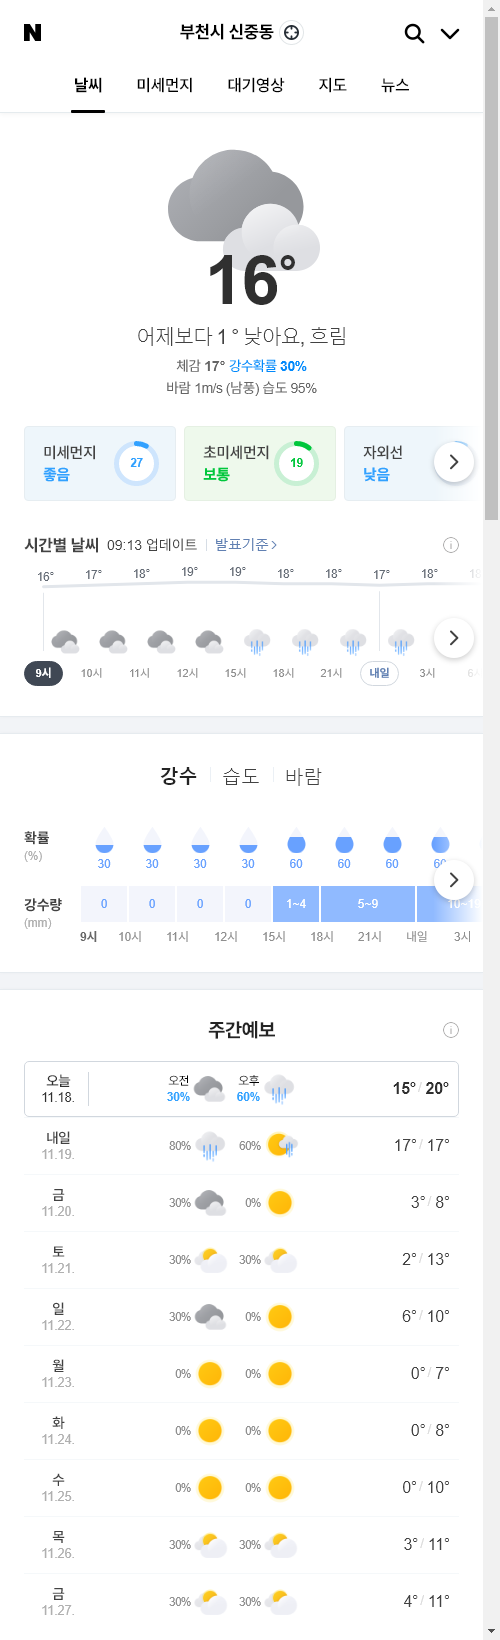 N 부천시 신중동
날씨 미세먼지 대기영상 지도 뉴스
16°
어제보다 1 ° 낮아요, 흐림
체감 17° 강수확률 30%
바람 1m/s (남풍) 습도 95%
미세먼지 좋음 27
초미세먼지 보통 19
자외선 낮음
시간별 날씨 09:13 업데이트 발표기준 >
16° 17° 18° 19° 19° 18° 18° 17° 18°
9시 10시 11시 12시 15시 18시 21시 내일 3시
강수 습도 바람
확률 (%) 30 30 30 30 60 60 60 60
강수량 (mm) 0 0 0 0 1~4 5~9
9시 10시 11시 12시 15시 18시 21시 내일 3시
주간예보
오늘 11.18. 오전 30% 오후 60% 15° / 20°
내일 11.19. 80% 60% 17° / 17°
금 11.20. 30% 0% 3° / 8°
토 11.21. 30% 30% 2° / 13°
일 11.22. 30% 0% 6° / 10°
월 11.23. 0% 0% 0° / 7°
화 11.24. 0% 0% 0° / 8°
수 11.25. 0% 0% 0° / 10°
목 11.26. 30% 30% 3° / 11°
금 11.27. 30% 30% 4° / 11°